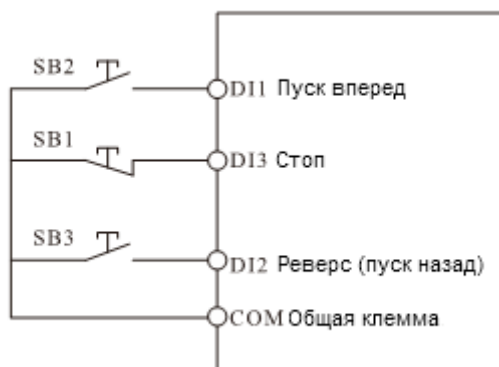 SB2 DI1 Пуск вперед
SB1 DI3 Стоп
SB3 DI2 Реверс (пуск назад)
COM Общая клемма